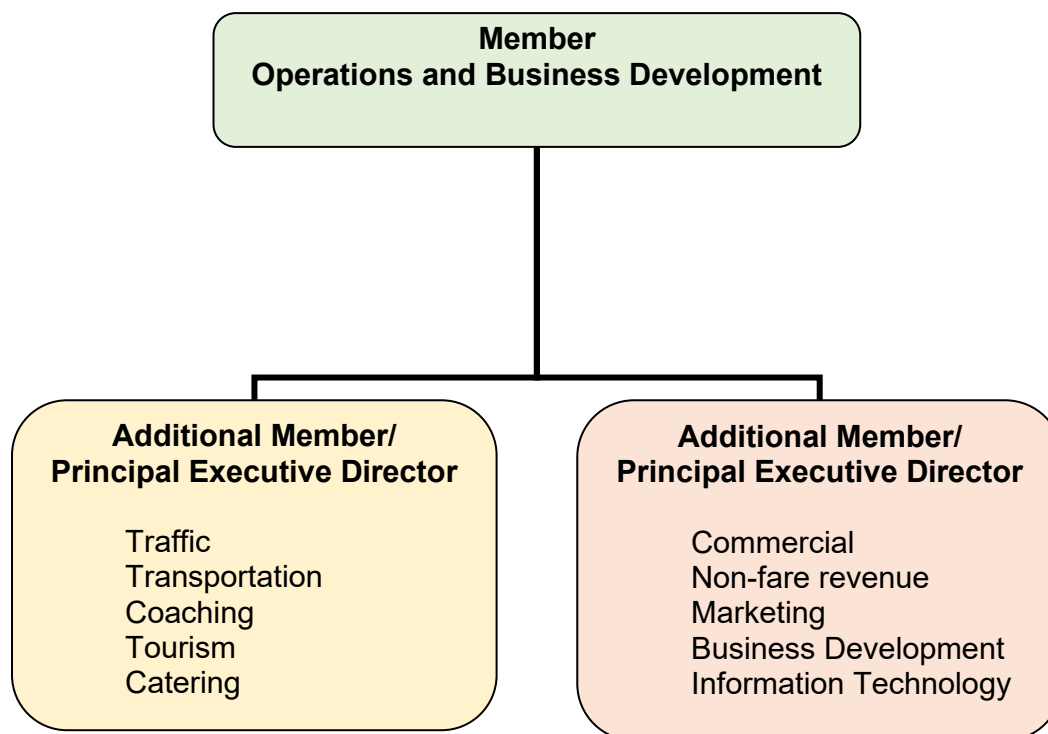 Member
Operations and Business Development
Additional Member/
Principal Executive Director
Traffic
Transportation
Coaching
Tourism
Catering
Additional Member/
Principal Executive Director
Commercial
Non-fare revenue
Marketing
Business Development
Information Technology